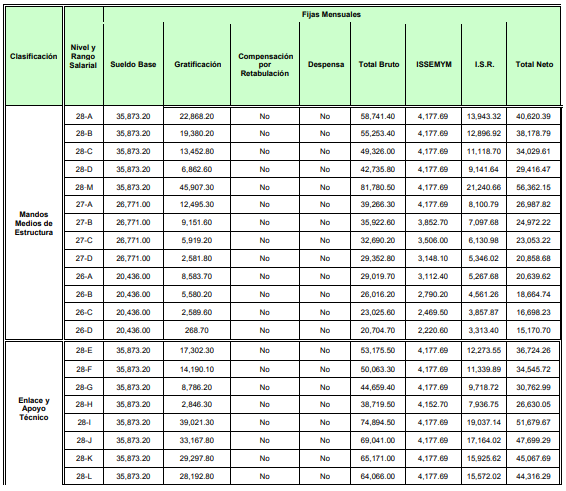 Fijas Mensuales
Clasificación Nivel y Rango Salarial Sueldo Base Gratificación Compensación por Retabulación Despensa Total Bruto ISSEMYM I.S.R. Total Neto
Mandos Medios de Estructura
28-A 35,873.20 22,868.20 No No 58,741.40 4,177.69 13,943.32 40,620.39
28-B 35,873.20 19,380.20 No No 55,253.40 4,177.69 12,896.92 38,178.79
28-C 35,873.20 13,452.80 No No 49,326.00 4,177.69 11,118.70 34,029.61
28-D 35,873.20 6,862.60 No No 42,735.80 4,177.69 9,141.64 29,416.47
28-M 35,873.20 45,907.30 No No 81,780.50 4,177.69 21,240.66 56,362.15
27-A 26,771.00 12,495.30 No No 39,266.30 4,177.69 8,100.79 26,987.82
27-B 26,771.00 9,151.60 No No 35,922.60 3,852.70 7,097.68 24,972.22
27-C 26,771.00 5,919.20 No No 32,690.20 3,506.00 6,130.98 23,053.22
27-D 26,771.00 2,581.80 No No 29,352.80 3,148.10 5,346.02 20,858.68
26-A 20,436.00 8,583.70 No No 29,019.70 3,112.40 5,267.68 20,639.62
26-B 20,436.00 5,580.20 No No 26,016.20 2,790.20 4,561.26 18,664.74
26-C 20,436.00 2,589.60 No No 23,025.60 2,469.50 3,857.87 16,698.23
26-D 20,436.00 268.70 No No 20,704.70 2,220.60 3,313.40 15,170.70
Enlace y Apoyo Técnico
28-E 35,873.20 17,302.30 No No 53,175.50 4,177.69 12,273.55 36,724.26
28-F 35,873.20 14,190.10 No No 50,063.30 4,177.69 11,339.89 34,545.72
28-G 35,873.20 8,786.20 No No 44,659.40 4,177.69 9,718.72 30,762.99
28-H 35,873.20 2,846.30 No No 38,719.50 4,152.70 7,936.75 26,630.05
28-I 35,873.20 39,021.30 No No 74,894.50 4,177.69 19,037.14 51,679.67
28-J 35,873.20 33,167.80 No No 69,041.00 4,177.69 17,164.02 47,699.29
28-K 35,873.20 29,297.80 No No 65,171.00 4,177.69 15,925.62 45,067.69
28-L 35,873.20 28,192.80 No No 64,066.00 4,177.69 15,572.02 44,316.29